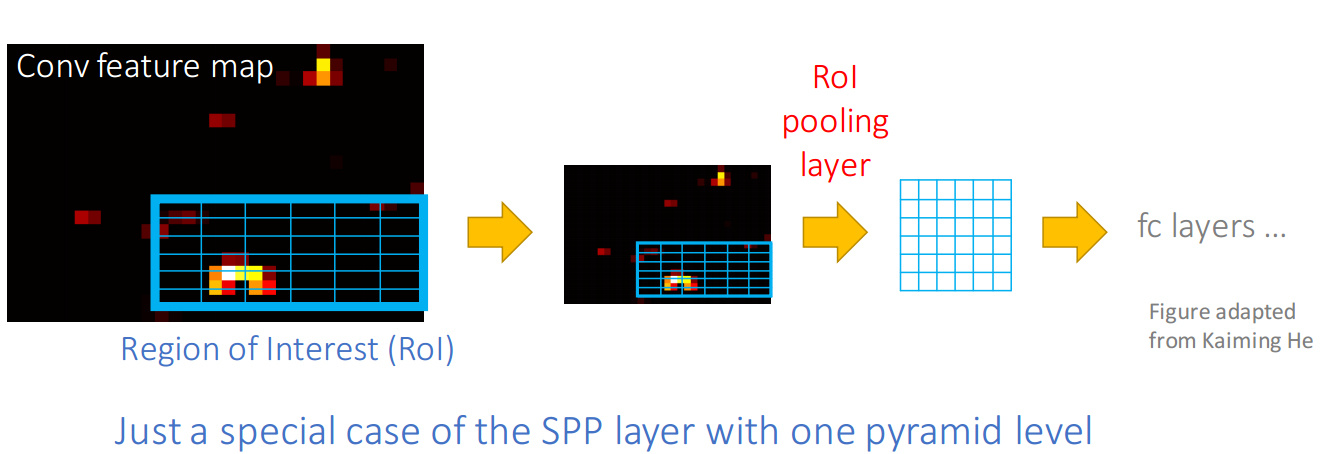 Conv feature map
RoI
pooling
layer
fc layers ...
Region of Interest (RoI)
Figure adapted
from Kaiming He
Just a special case of the SPP layer with one pyramid level